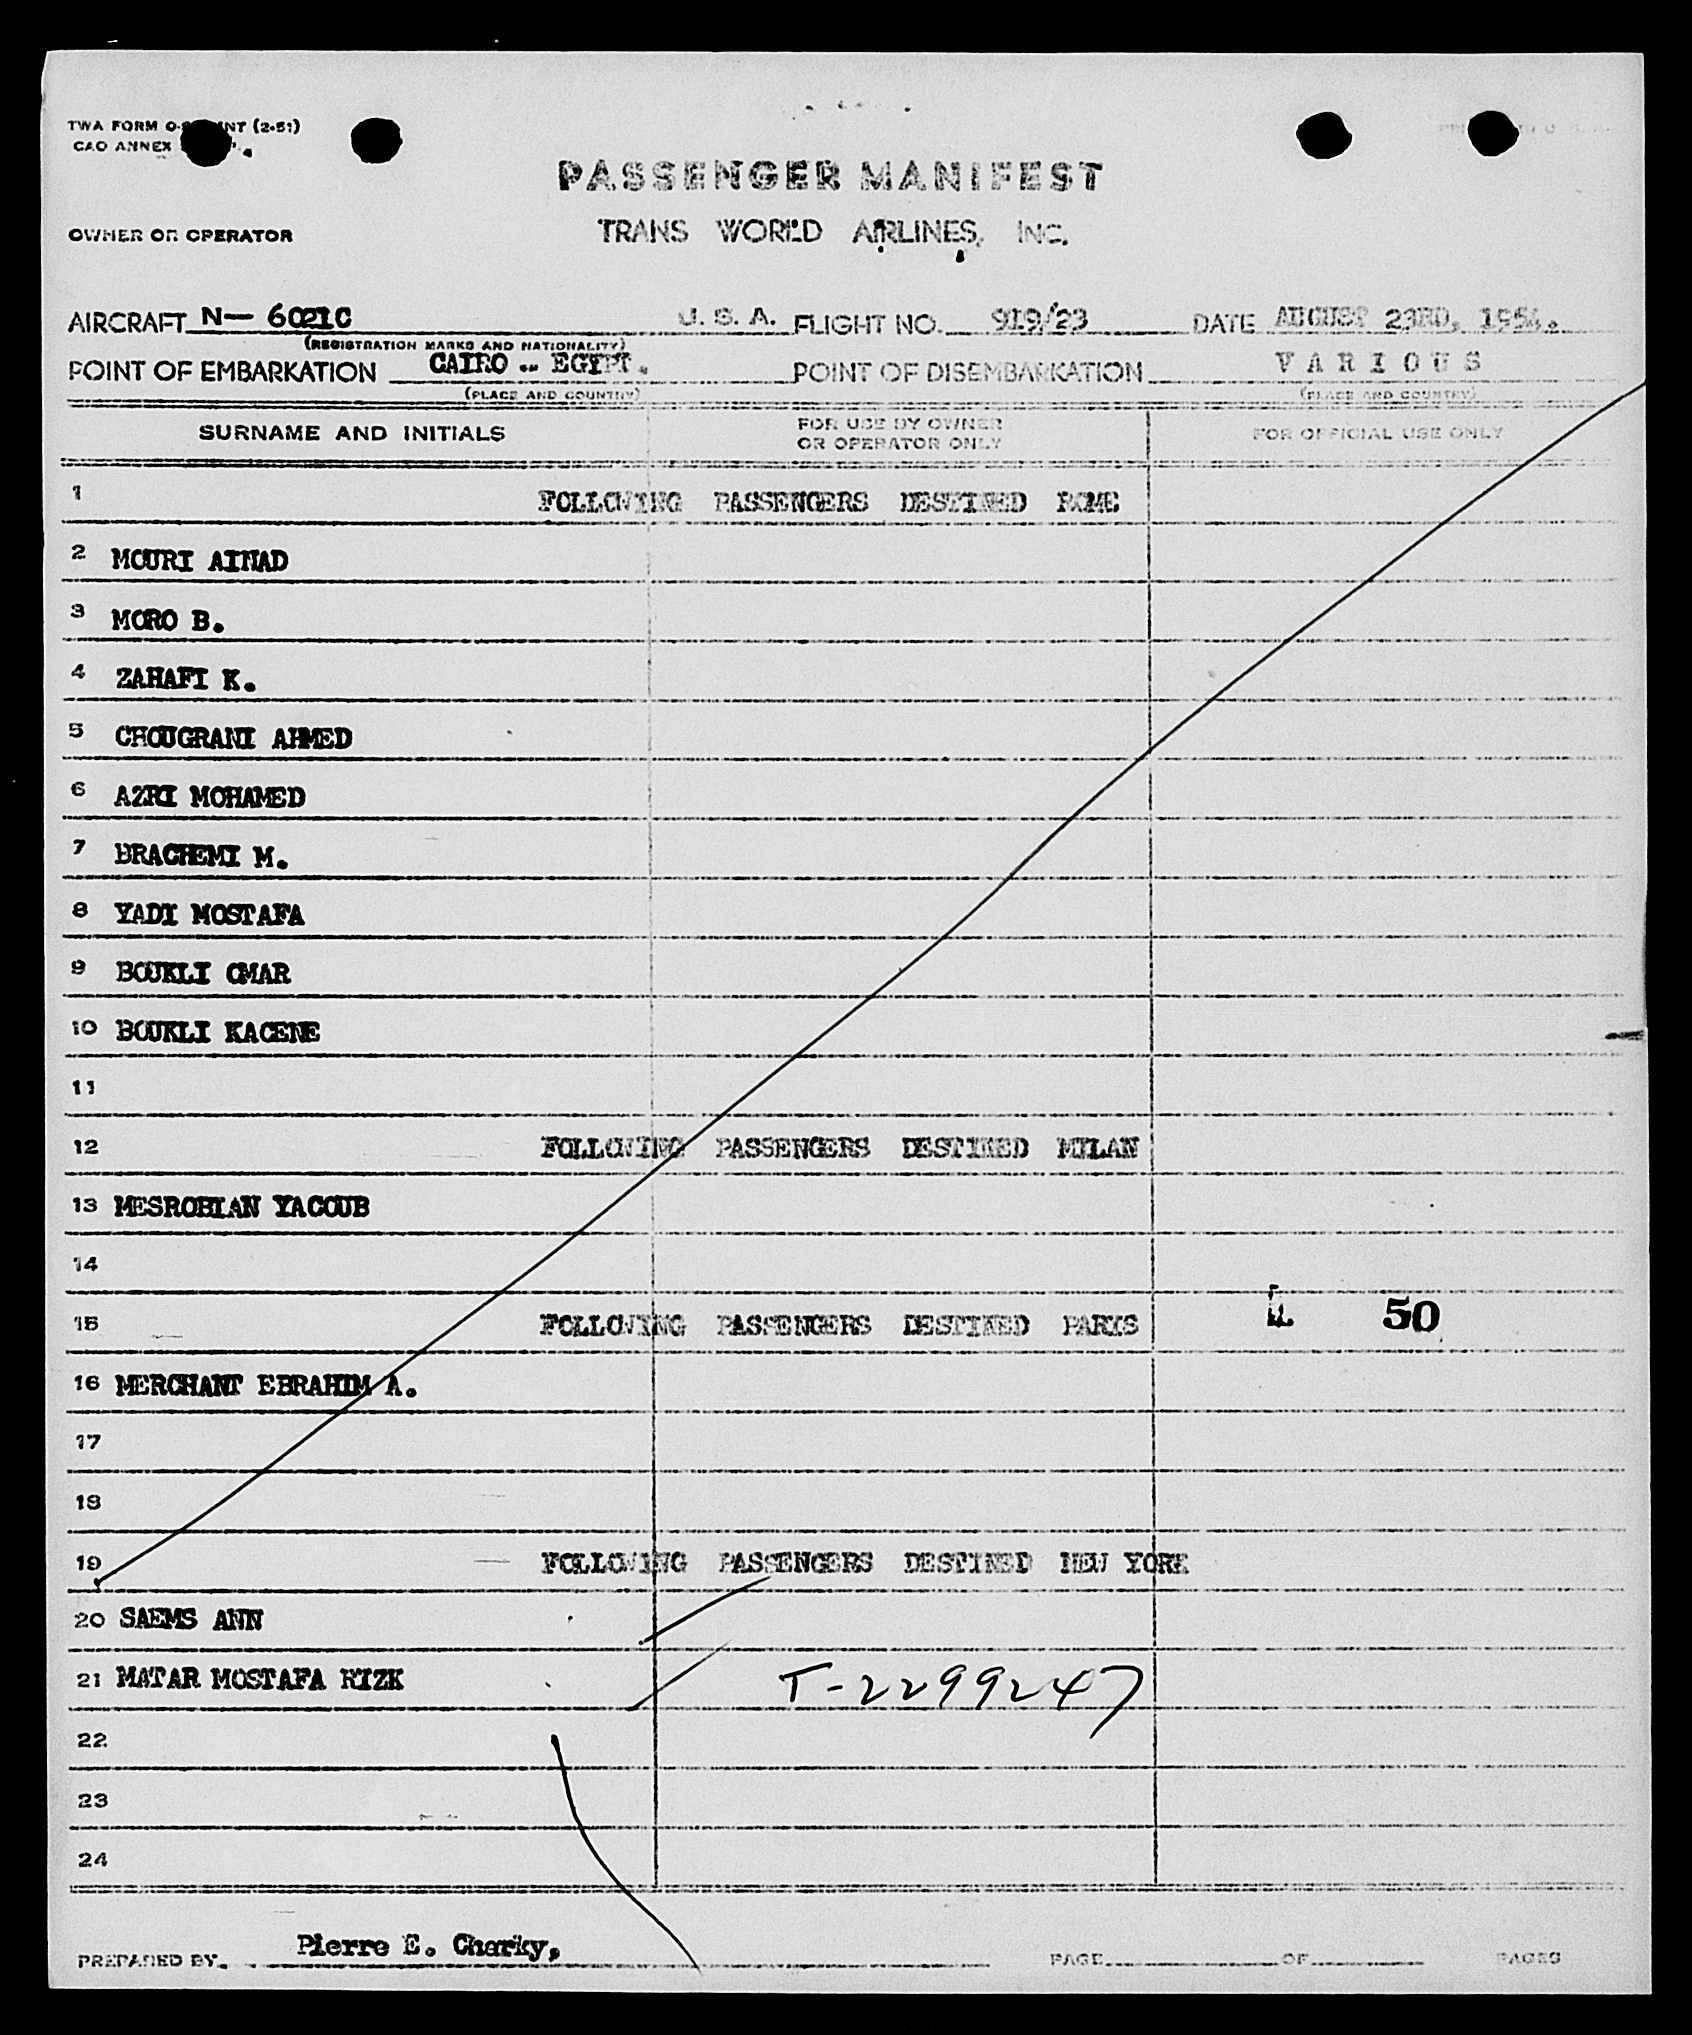 TWA FORM
CAO ANNEX
PASSENGER MANIFEST
OWNER OR OPERATOR TRANS WORLD AIRLINES, INC.
AIRCRAFT N- 6021C U. S. A. FLIGHT NO. 919/23 DATE AUGUST 23RD, 1954.
(REGISTRATION MARKS AND NATIONALITY)
POINT OF EMBARKATION CAIRO - EGYPT. POINT OF DISEMBARKATION VARIOUS
(PLACE AND COUNTRY) (PLACE AND COUNTRY)
SURNAME AND INITIALS FOR USE BY OWNER OR OPERATOR ONLY FOR OFFICIAL USE ONLY
1 FOLLOWING PASSENGERS DESTINED ROME
2 MOURI AINAD
3 MORO B.
4 ZAHAFI K.
5 CHOUGRANI AHMED
6 AZRI MOHAMED
7 BRACHEMI M.
8 YADI MOSTAFA
9 BOUKLI OMAR
10 BOUKLI KACENE
11
12 FOLLOWING PASSENGERS DESTINED MILAN
13 MESROBIAN YACOUB
14
15 FOLLOWING PASSENGERS DESTINED PARIS 50
16 MERCHANT EBRAHIM A.
17
18
19 FOLLOWING PASSENGERS DESTINED NEW YORK
20 SAEMS ANN
21 MATAR MOSTAFA RIZK T-2299247
22
23
24
PREPARED BY. Pierre E. Charky, PAGE OF PAGES